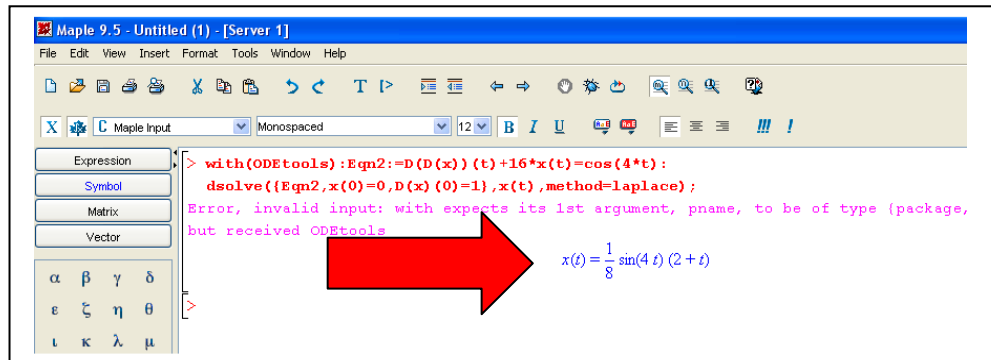 Maple 9.5 - Untitled (1) - [Server 1]
File Edit View Insert Format Tools Window Help
T [>
X C Maple Input Monospaced 12 B I U !!! !
Expression
Symbol
Matrix
Vector
> with(ODEtools):Eqn2:=D(D(x))(t)+16*x(t)=cos(4*t):
dsolve({Eqn2,x(0)=0,D(x)(0)=1},x(t),method=laplace);
Error, invalid input: with expects its 1st argument, pname, to be of type {package,
but received ODEtools
x(t) = 1/8 sin(4 t) (2 + t)
>
α β γ δ
ε ζ η θ
ι κ λ μ